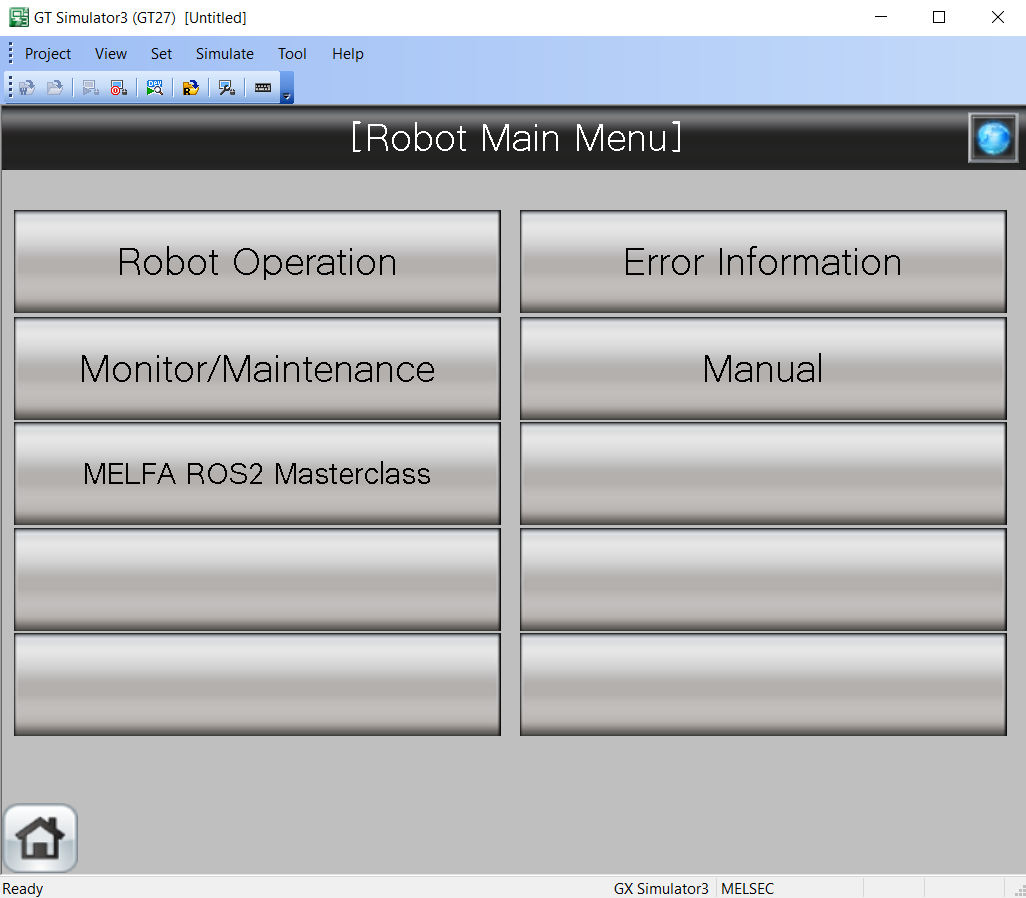 GT Simulator3 (GT27)  [Untitled]
Project View Set Simulate Tool Help
[Robot Main Menu]
Robot Operation
Error Information
Monitor/Maintenance
Manual
MELFA ROS2 Masterclass
Ready
GX Simulator3
MELSEC